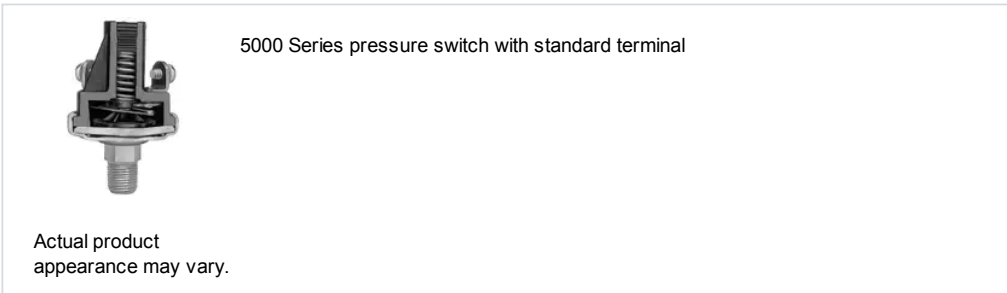 5000 Series pressure switch with standard terminal
Actual product
appearance may vary.